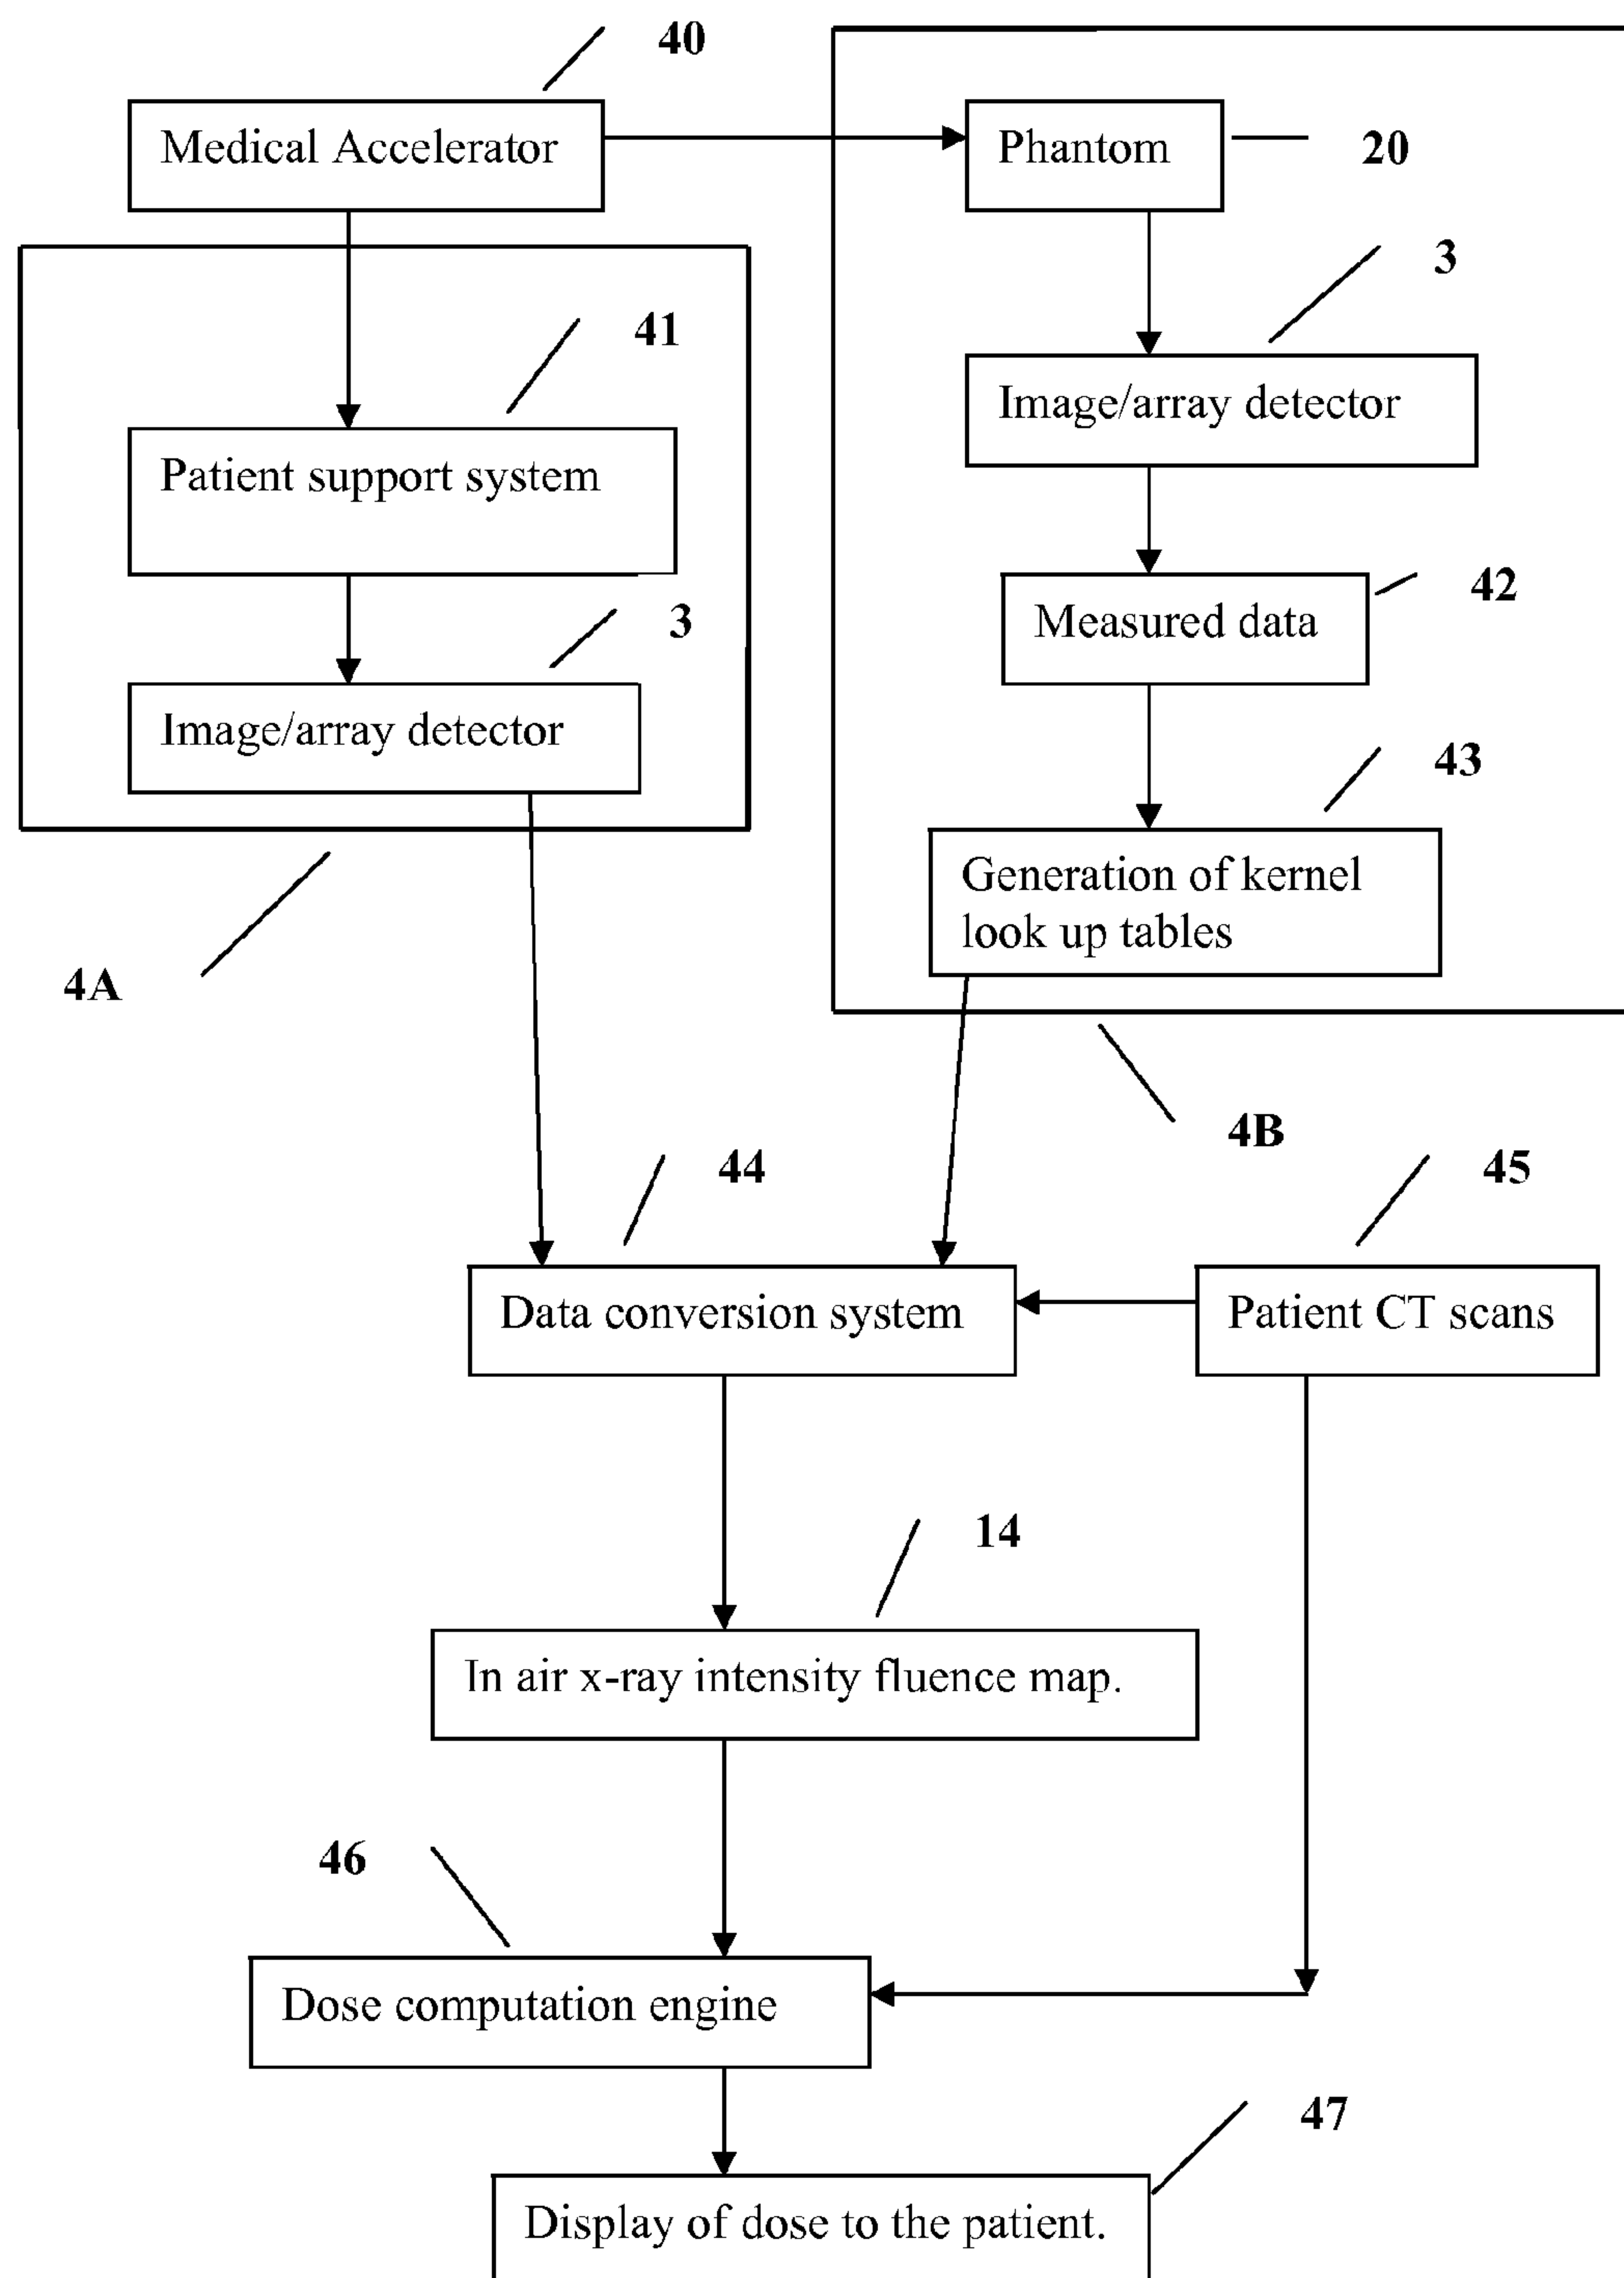 40
Medical Accelerator
Phantom
20
3
41
Image/array detector
Patient support system
42
Measured data
3
Image/array detector
43
Generation of kernel
look up tables
4A
4B
44
45
Data conversion system
Patient CT scans
14
In air x-ray intensity fluence map.
46
Dose computation engine
47
Display of dose to the patient.